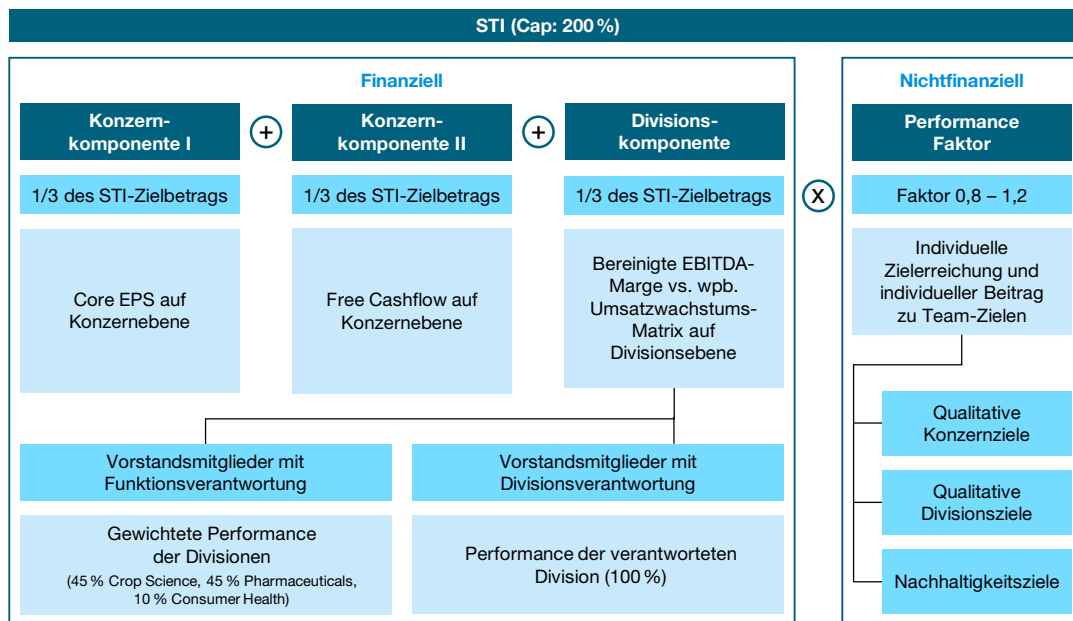 STI (Cap: 200 %)
Finanziell
Konzern-
komponente I
+
Konzern-
komponente II
+
Divisions-
komponente
1/3 des STI-Zielbetrags
1/3 des STI-Zielbetrags
1/3 des STI-Zielbetrags
Core EPS auf
Konzernebene
Free Cashflow auf
Konzernebene
Bereinigte EBITDA-
Marge vs. wpb.
Umsatzwachstums-
Matrix auf
Divisionsebene
Vorstandsmitglieder mit
Funktionsverantwortung
Vorstandsmitglieder mit
Divisionsverantwortung
Gewichtete Performance
der Divisionen
(45 % Crop Science, 45 % Pharmaceuticals,
10 % Consumer Health)
Performance der verantworteten
Division (100 %)
X
Nichtfinanziell
Performance
Faktor
Faktor 0,8 – 1,2
Individuelle
Zielerreichung und
individueller Beitrag
zu Team-Zielen
Qualitative
Konzernziele
Qualitative
Divisionsziele
Nachhaltigkeitsziele